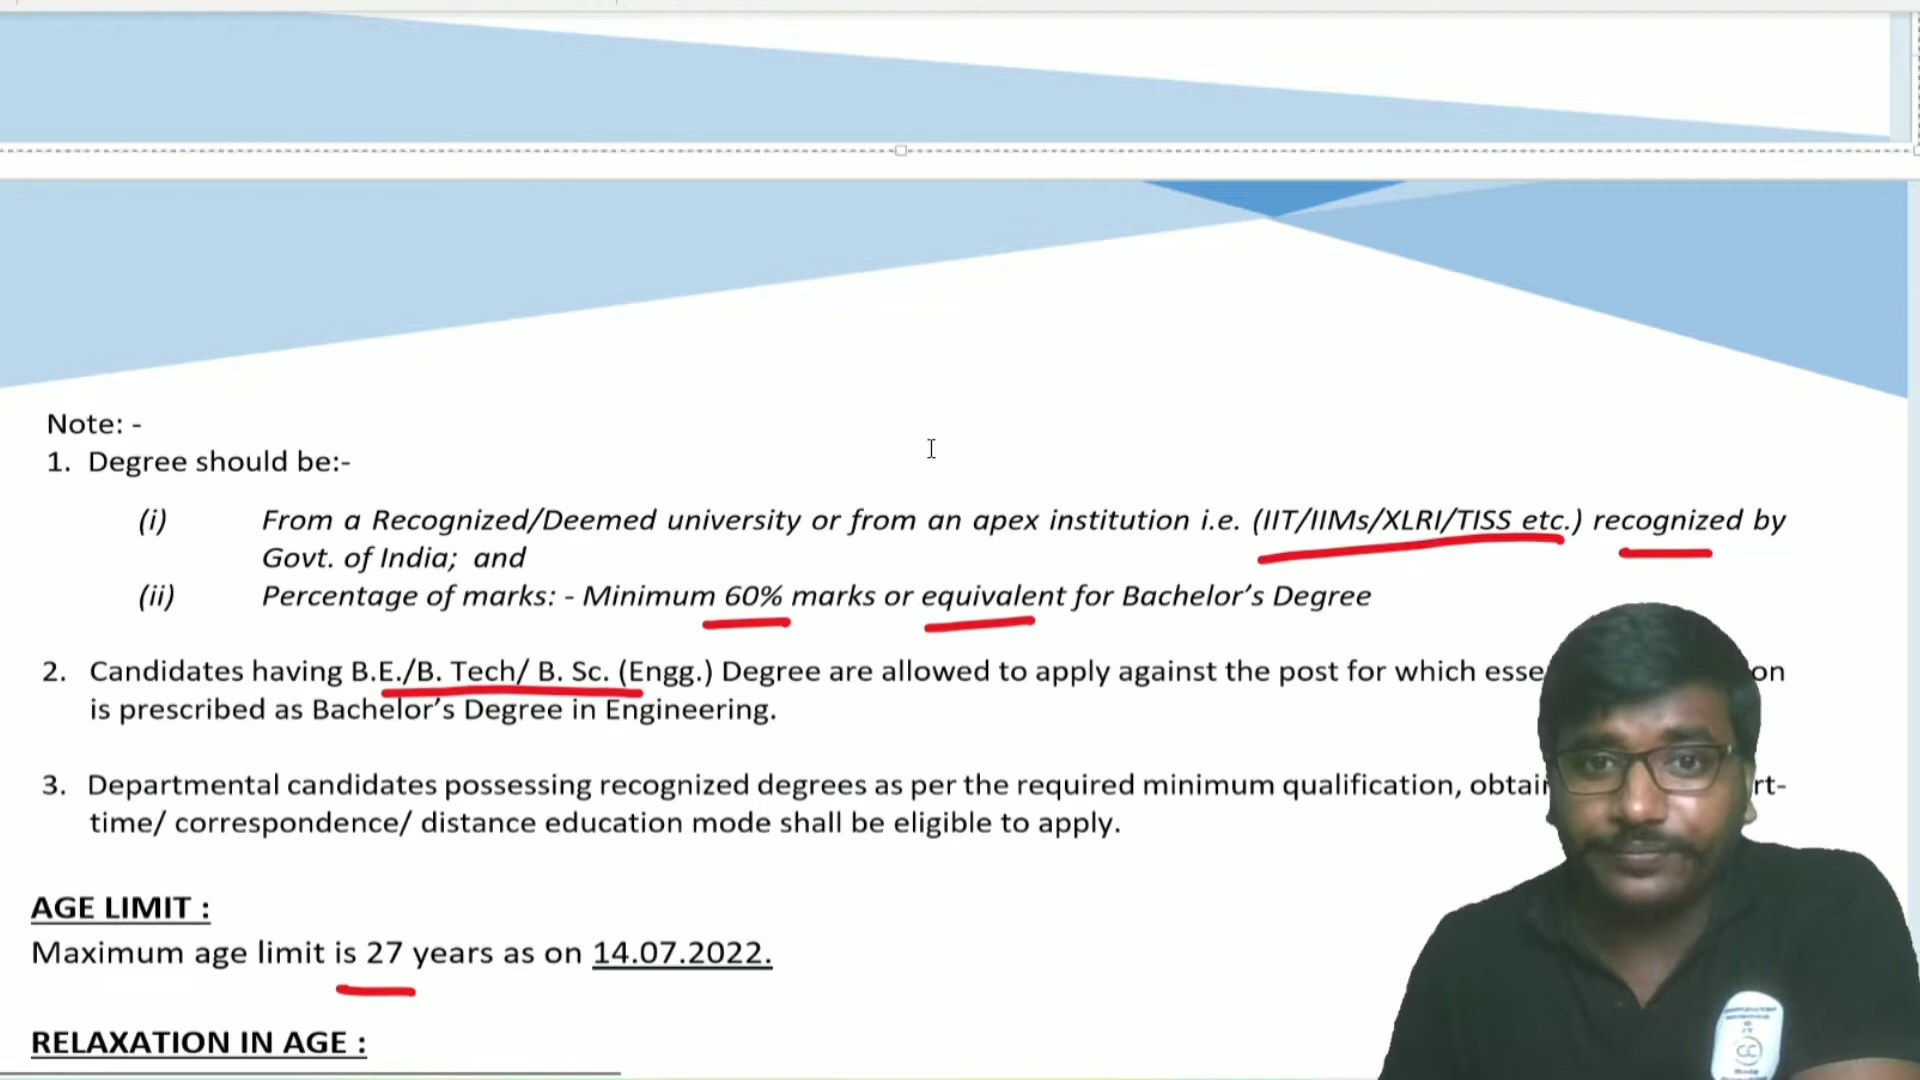 Note: -
1. Degree should be:-
(i) From a Recognized/Deemed university or from an apex institution i.e. (IIT/IIMs/XLRI/TISS etc.) recognized by
Govt. of India; and
(ii) Percentage of marks: - Minimum 60% marks or equivalent for Bachelor's Degree
2. Candidates having B.E./B. Tech/ B. Sc. (Engg.) Degree are allowed to apply against the post for which esse on
is prescribed as Bachelor's Degree in Engineering.
3. Departmental candidates possessing recognized degrees as per the required minimum qualification, obtain rt-
time/ correspondence/ distance education mode shall be eligible to apply.
AGE LIMIT :
Maximum age limit is 27 years as on 14.07.2022.
RELAXATION IN AGE :